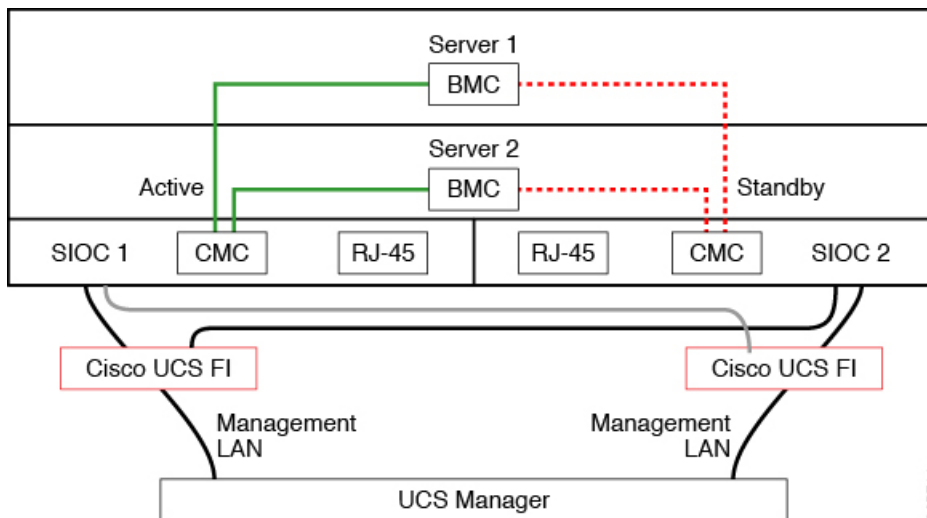 Server 1
BMC
Server 2
Active
BMC
Standby
SIOC 1
CMC
RJ-45
RJ-45
CMC
SIOC 2
Cisco UCS FI
Cisco UCS FI
Management
LAN
Management
LAN
UCS Manager